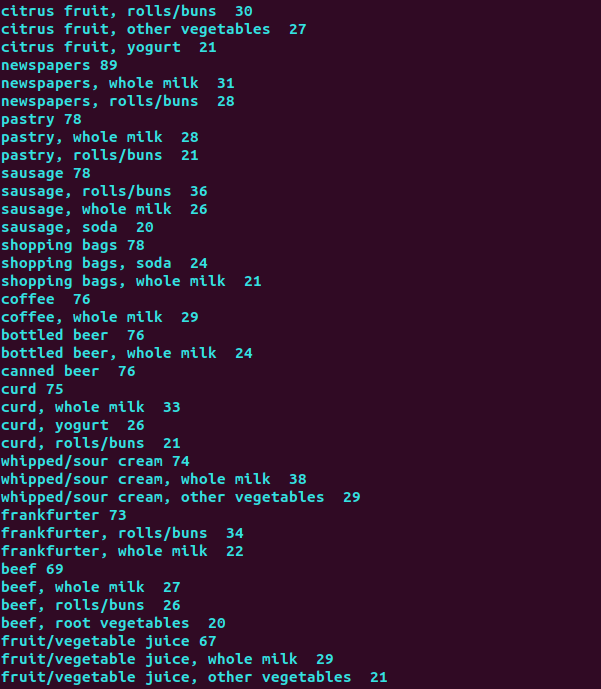 citrus fruit, rolls/buns  30
citrus fruit, other vegetables  27
citrus fruit, yogurt  21
newspapers 89
newspapers, whole milk  31
newspapers, rolls/buns  28
pastry 78
pastry, whole milk  28
pastry, rolls/buns  21
sausage 78
sausage, rolls/buns  36
sausage, whole milk  26
sausage, soda  20
shopping bags 78
shopping bags, soda  24
shopping bags, whole milk  21
coffee  76
coffee, whole milk  29
bottled beer  76
bottled beer, whole milk  24
canned beer  76
curd 75
curd, whole milk  33
curd, yogurt  26
curd, rolls/buns  21
whipped/sour cream 74
whipped/sour cream, whole milk  38
whipped/sour cream, other vegetables  29
frankfurter 73
frankfurter, rolls/buns  34
frankfurter, whole milk  22
beef 69
beef, whole milk  27
beef, rolls/buns  26
beef, root vegetables  20
fruit/vegetable juice 67
fruit/vegetable juice, whole milk  29
fruit/vegetable juice, other vegetables  21